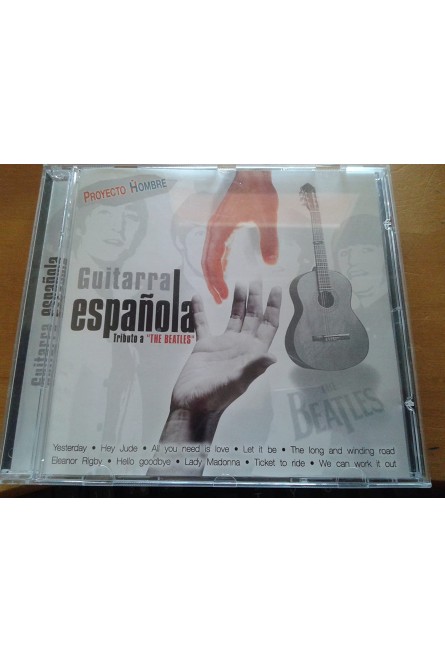 PROYECTO HOMBRE
Guitarra española
Guitarra
española
Tributo a "THE BEATLES"
THE
BEATLES
Yesterday • Hey Jude • All you need is love • Let it be • The long and winding road
Eleanor Rigby • Hello goodbye • Lady Madonna • Ticket to ride • We can work it out